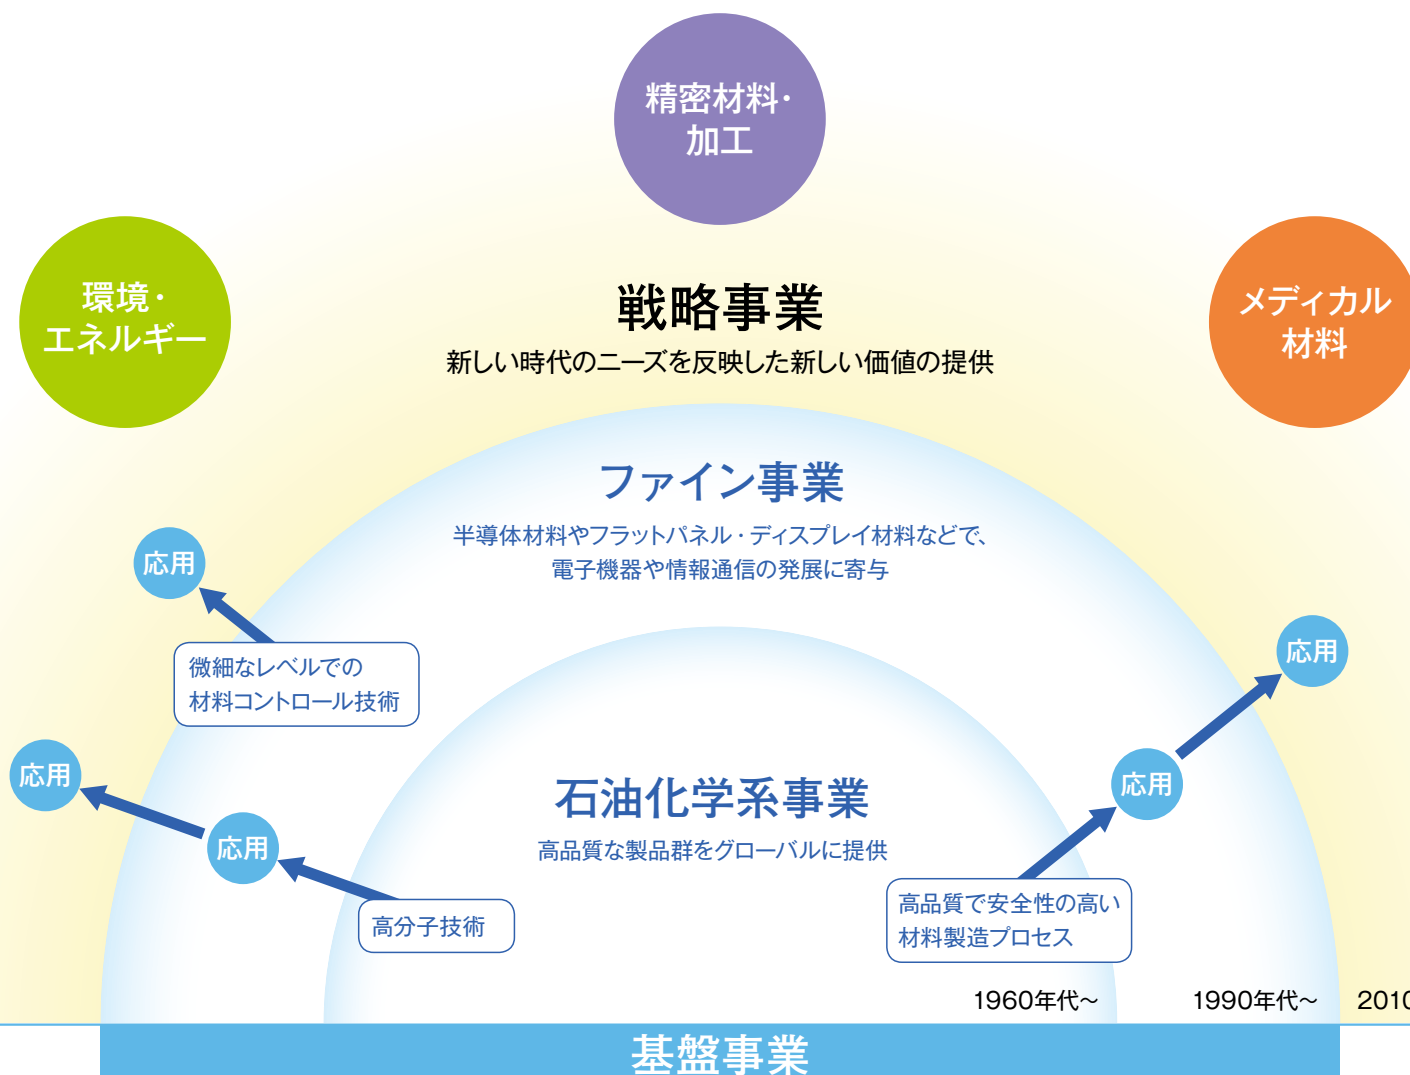 精密材料・
加工
環境・
エネルギー
メディカル
材料
戦略事業
新しい時代のニーズを反映した新しい価値の提供
ファイン事業
半導体材料やフラットパネル・ディスプレイ材料などで、
電子機器や情報通信の発展に寄与
応用
微細なレベルでの
材料コントロール技術
応用
応用
応用
高分子技術
石油化学系事業
高品質な製品群をグローバルに提供
応用
高品質で安全性の高い
材料製造プロセス
1960年代～
1990年代～
2010
基盤事業